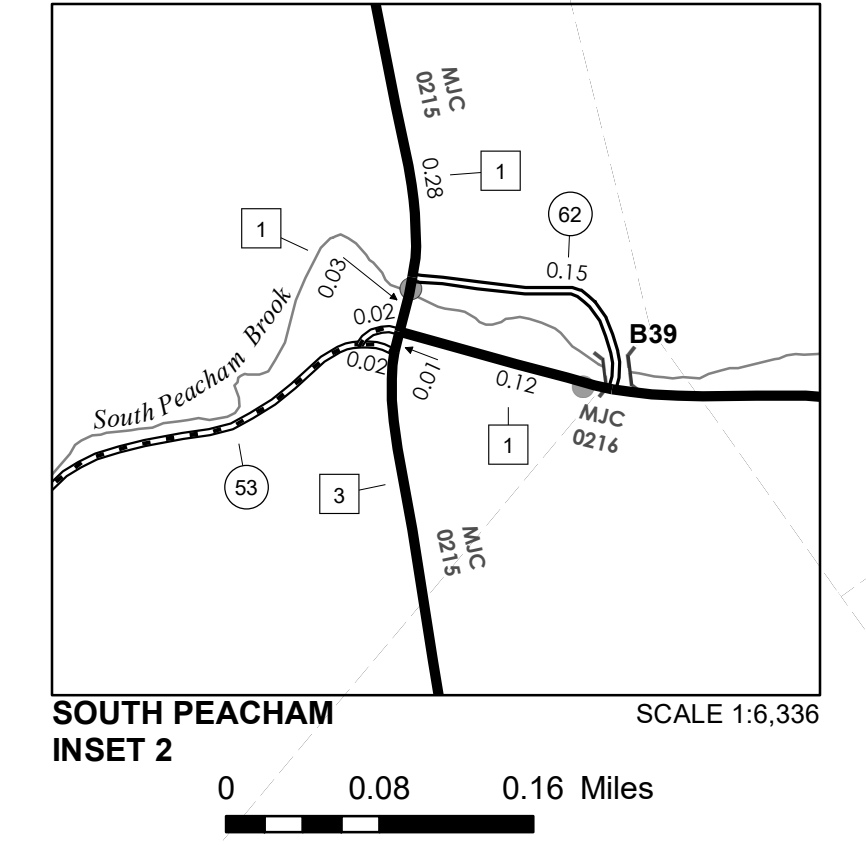 MJC
0215
0.28
1
62
0.15
1
0.03
South Peacham Brook
0.02
0.02
0.01
B39
0.12
MJC
0216
1
53
3
MJC
0215
SOUTH PEACHAM
INSET 2
SCALE 1:6,336
0 0.08 0.16 Miles